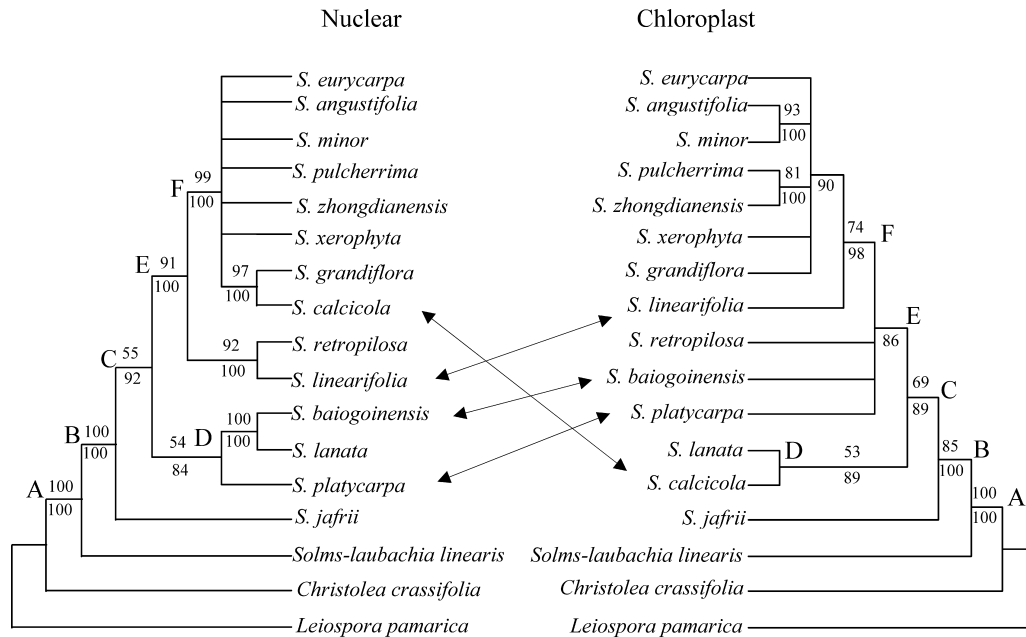 Nuclear
Chloroplast
S. eurycarpa
S. angustifolia
S. minor
S. pulcherrima
S. zhongdianensis
S. xerophyta
S. grandiflora
S. calcicola
S. retropilosa
S. linearifolia
S. baiogoinensis
S. lanata
S. platycarpa
S. jafrii
Solms-laubachia linearis
Christolea crassifolia
Leiospora pamarica
F
99
100
97
100
E
91
100
92
100
C
55
92
100
100
D
54
84
B
100
100
A
100
100
S. eurycarpa
S. angustifolia
S. minor
S. pulcherrima
S. zhongdianensis
S. xerophyta
S. grandiflora
S. linearifolia
S. retropilosa
S. baiogoinensis
S. platycarpa
S. lanata
S. calcicola
S. jafrii
Solms-laubachia linearis
Christolea crassifolia
Leiospora pamarica
93
100
81
100
90
74
98
F
E
86
69
89
C
D
53
89
85
100
B
100
100
A